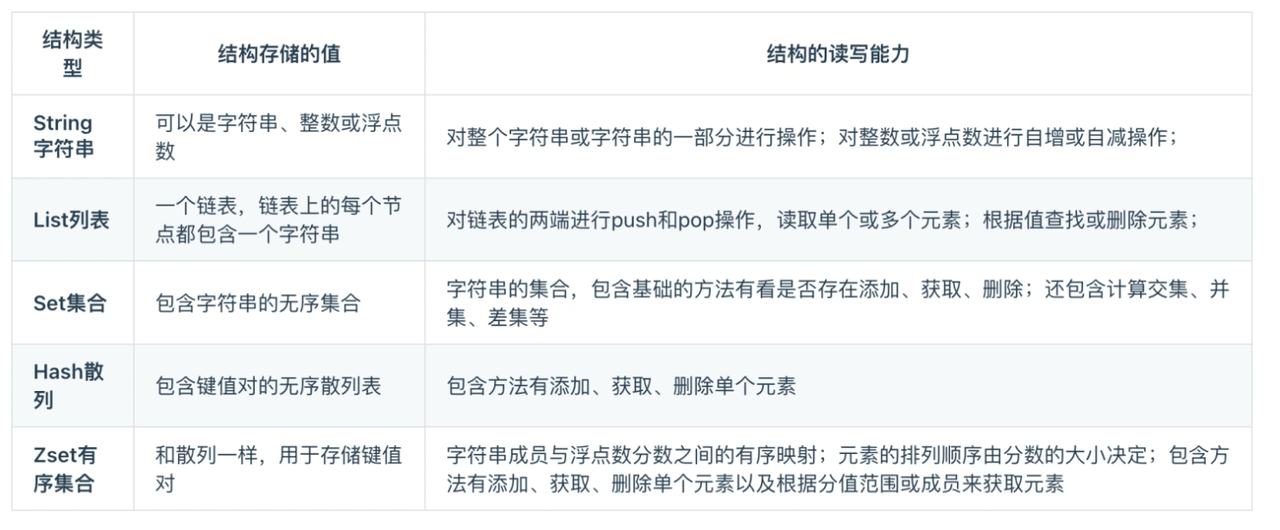 结构类
型
结构存储的值
结构的读写能力
String
字符串
可以是字符串、整数或浮点
数
对整个字符串或字符串的一部分进行操作；对整数或浮点数进行自增或自减操作；
List列表
一个链表，链表上的每个节
点都包含一个字符串
对链表的两端进行push和pop操作，读取单个或多个元素；根据值查找或删除元素；
Set集合
包含字符串的无序集合
字符串的集合，包含基础的方法有看是否存在添加、获取、删除；还包含计算交集、并
集、差集等
Hash散
列
包含键值对的无序散列表
包含方法有添加、获取、删除单个元素
Zset有
序集合
和散列一样，用于存储键值
对
字符串成员与浮点数分数之间的有序映射；元素的排列顺序由分数的大小决定；包含方
法有添加、获取、删除单个元素以及根据分值范围或成员来获取元素